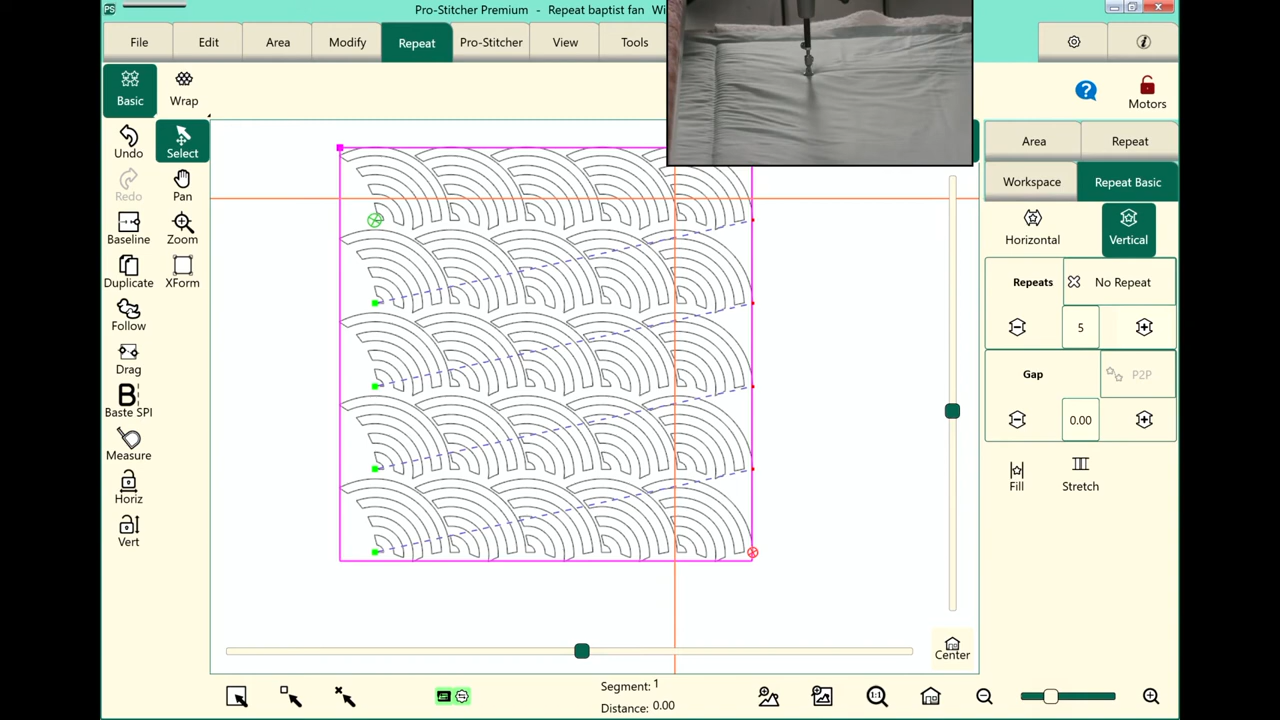 PS Pro-Stitcher Premium - Repeat baptist fan Wi
File Edit Area Modify Repeat Pro-Stitcher View Tools
Basic Wrap
? Motors
Undo Select
Redo Pan
Baseline Zoom
Duplicate XForm
Follow
Drag
B
Baste SPI
Measure
Horiz
Vert
Area Repeat
Workspace Repeat Basic
Horizontal Vertical
Repeats No Repeat
5
Gap P2P
0.00
Fill Stretch
Center
Segment: 1
Distance: 0.00
1:1